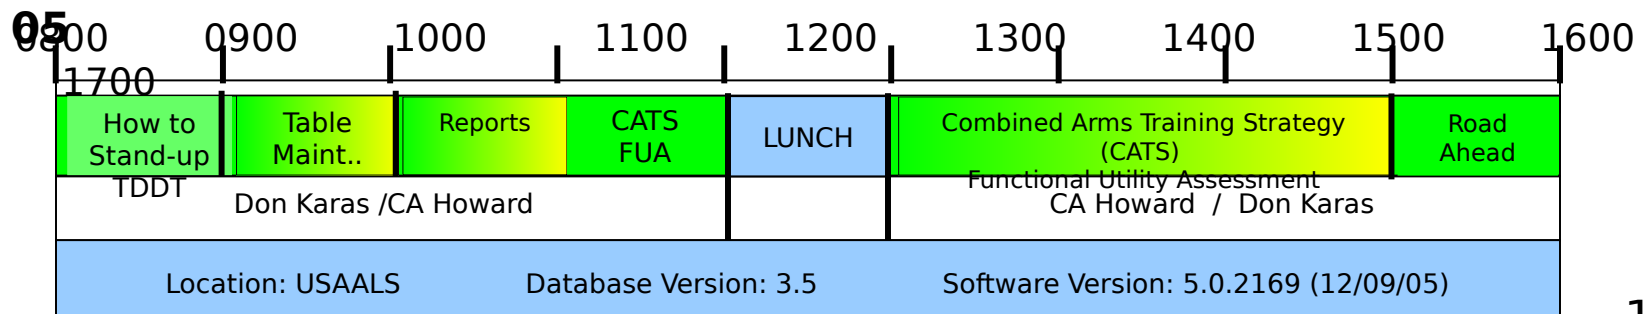 05
0800 0900 1000 1100 1200 1300 1400 1500 1600
1700
How to
Stand-up
TDDT
Table
Maint..
Reports
CATS
FUA
LUNCH
Combined Arms Training Strategy
(CATS)
Functional Utility Assessment
Road
Ahead
Don Karas /CA Howard
CA Howard / Don Karas
Location: USAALS Database Version: 3.5 Software Version: 5.0.2169 (12/09/05)